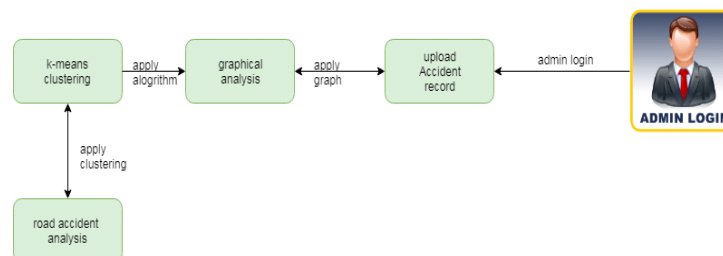 k-means
clustering
apply
alogrithm
graphical
analysis
apply
graph
upload
Accident
record
admin login
ADMIN LOGIN
apply
clustering
road accident
analysis